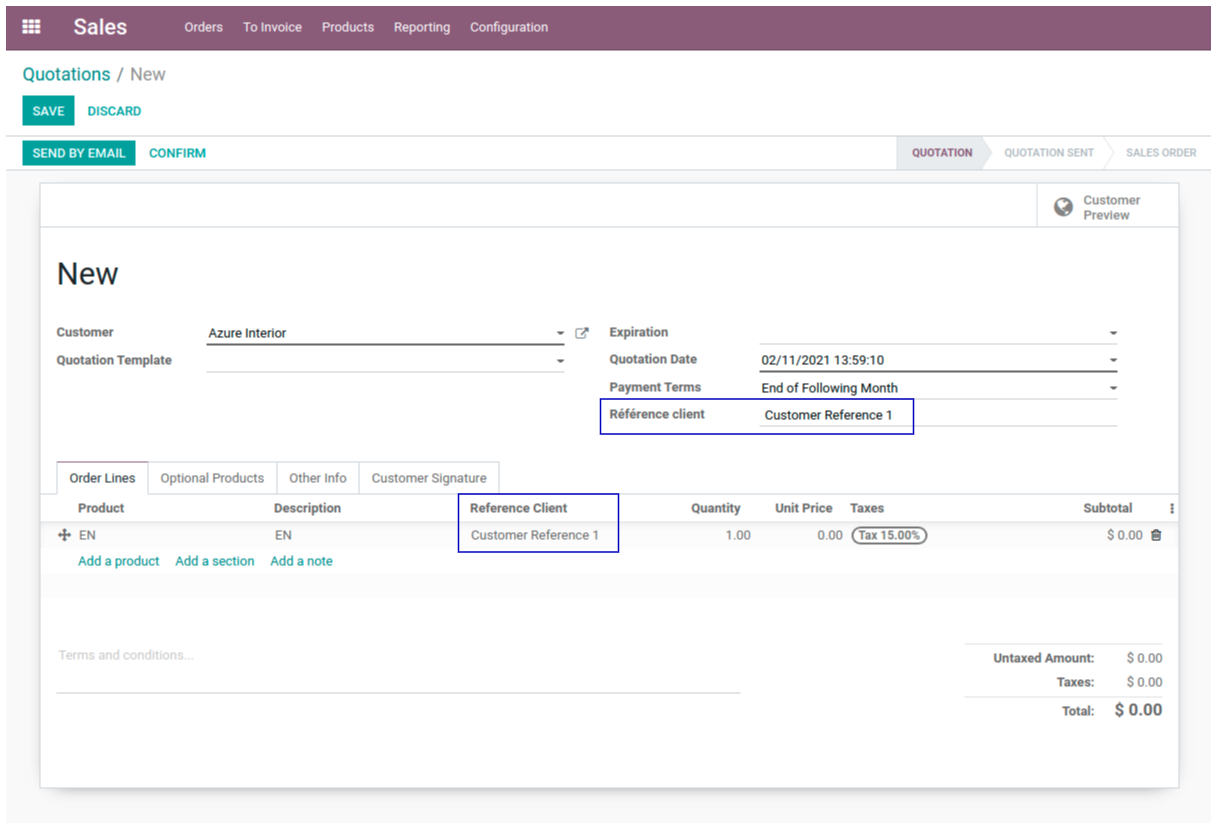 Sales Orders To Invoice Products Reporting Configuration
Quotations / New
SAVE DISCARD
SEND BY EMAIL CONFIRM QUOTATION QUOTATION SENT SALES ORDER
Customer
Preview
New
Customer Azure Interior Expiration
Quotation Template Quotation Date 02/11/2021 13:59:10
Payment Terms End of Following Month
Référence client Customer Reference 1
Order Lines Optional Products Other Info Customer Signature
Product Description Reference Client Quantity Unit Price Taxes Subtotal
EN EN Customer Reference 1 1.00 0.00 Tax 15.00% $ 0.00
Add a product Add a section Add a note
Terms and conditions...
Untaxed Amount: $ 0.00
Taxes: $ 0.00
Total: $ 0.00